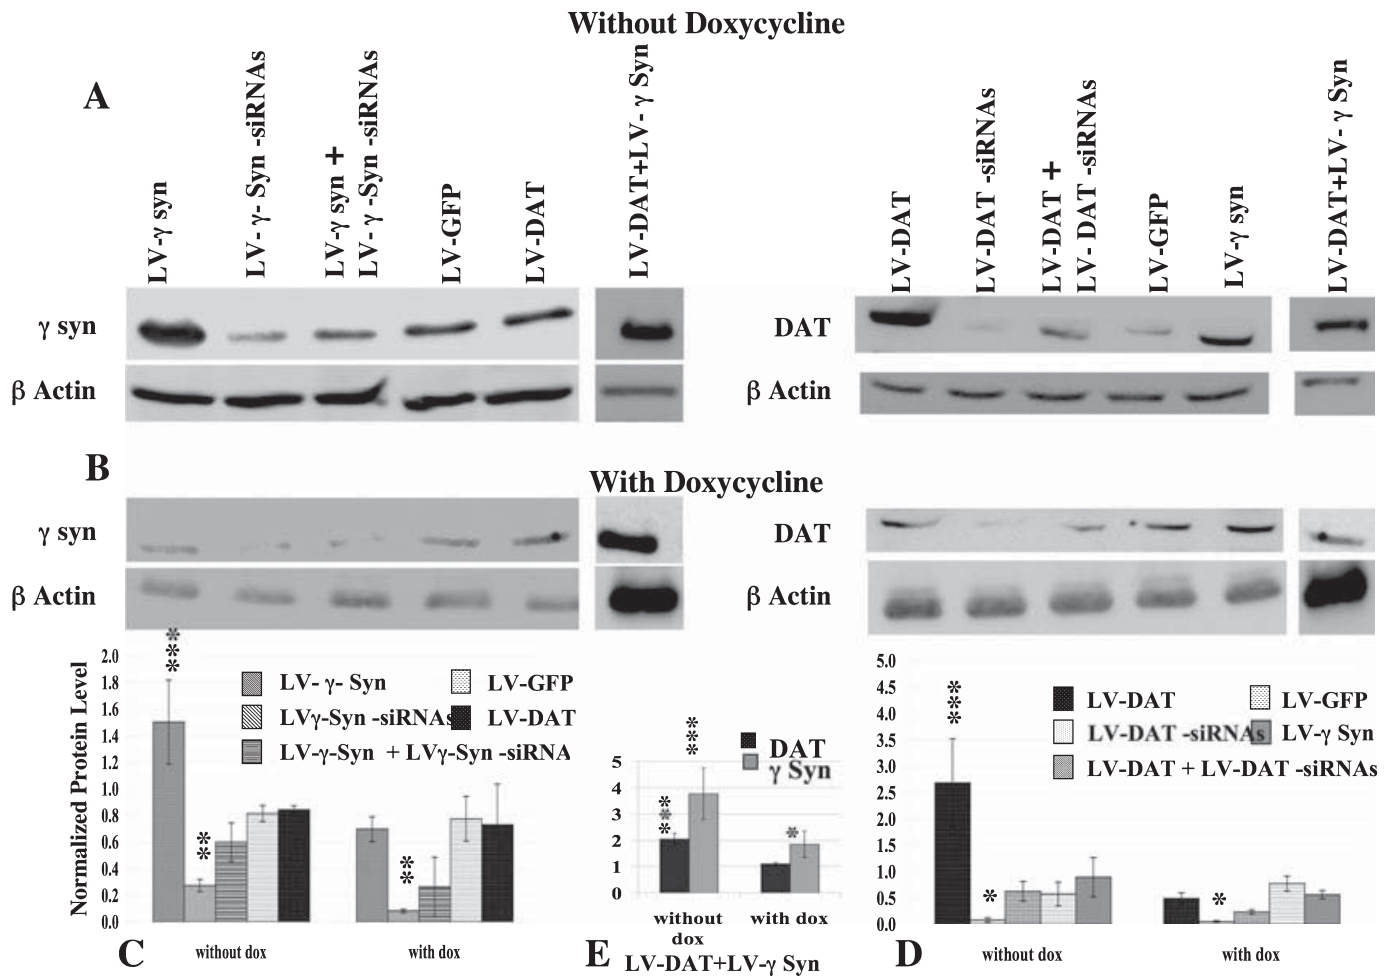 Without Doxycycline
A
LV-γ syn
LV- γ- Syn -siRNAs
LV-γ syn +
LV- γ -Syn -siRNAs
LV-GFP
LV-DAT
LV-DAT+LV- γ Syn
LV-DAT
LV-DAT -siRNAs
LV-DAT +
LV- DAT -siRNAs
LV-GFP
LV-γ syn
LV-DAT+LV- γ Syn
γ syn
DAT
β Actin
β Actin
B
With Doxycycline
γ syn
DAT
β Actin
β Actin
Normalized Protein Level
2.0
1.8
1.6
1.4
1.2
1.0
0.8
0.6
0.4
0.2
0.0
***
**
**
LV- γ- Syn
LV-GFP
LVγ-Syn -siRNAs
LV-DAT
LV-γ-Syn + LVγ-Syn -siRNA
without dox
with dox
C
DAT
γ Syn
5
4
3
2
1
0
***
***
*
without
dox
with dox
E
LV-DAT+LV-γ Syn
5.0
4.5
4.0
3.5
3.0
2.5
2.0
1.5
1.0
0.5
0.0
***
*
*
LV-DAT
LV-GFP
LV-DAT -siRNAs
LV-γ Syn
LV-DAT + LV-DAT -siRNAs
without dox
with dox
D